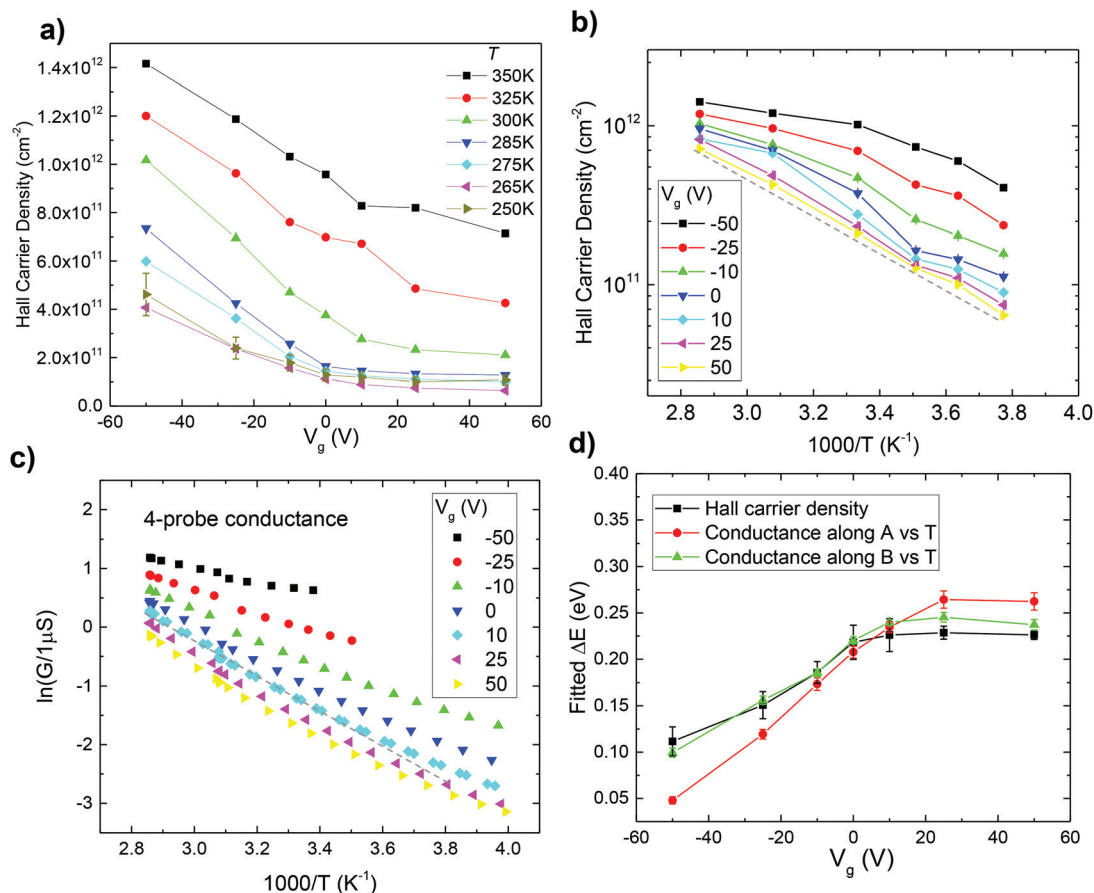 a)
Hall Carrier Density (cm⁻²)
1.4x10¹²
1.2x10¹²
1.0x10¹²
8.0x10¹¹
6.0x10¹¹
4.0x10¹¹
2.0x10¹¹
0.0
-60 -40 -20 0 20 40 60
V_g (V)
T
350K
325K
300K
285K
275K
265K
250K
b)
Hall Carrier Density (cm⁻²)
10¹²
10¹¹
V_g (V)
-50
-25
-10
0
10
25
50
2.8 3.0 3.2 3.4 3.6 3.8 4.0
1000/T (K⁻¹)
c)
4-probe conductance
ln(G/1μS)
2
1
0
-1
-2
-3
V_g (V)
-50
-25
-10
0
10
25
50
2.8 3.0 3.2 3.4 3.6 3.8 4.0
1000/T (K⁻¹)
d)
Fitted ΔE (eV)
0.40
0.35
0.30
0.25
0.20
0.15
0.10
0.05
Hall carrier density
Conductance along A vs T
Conductance along B vs T
-60 -40 -20 0 20 40 60
V_g (V)